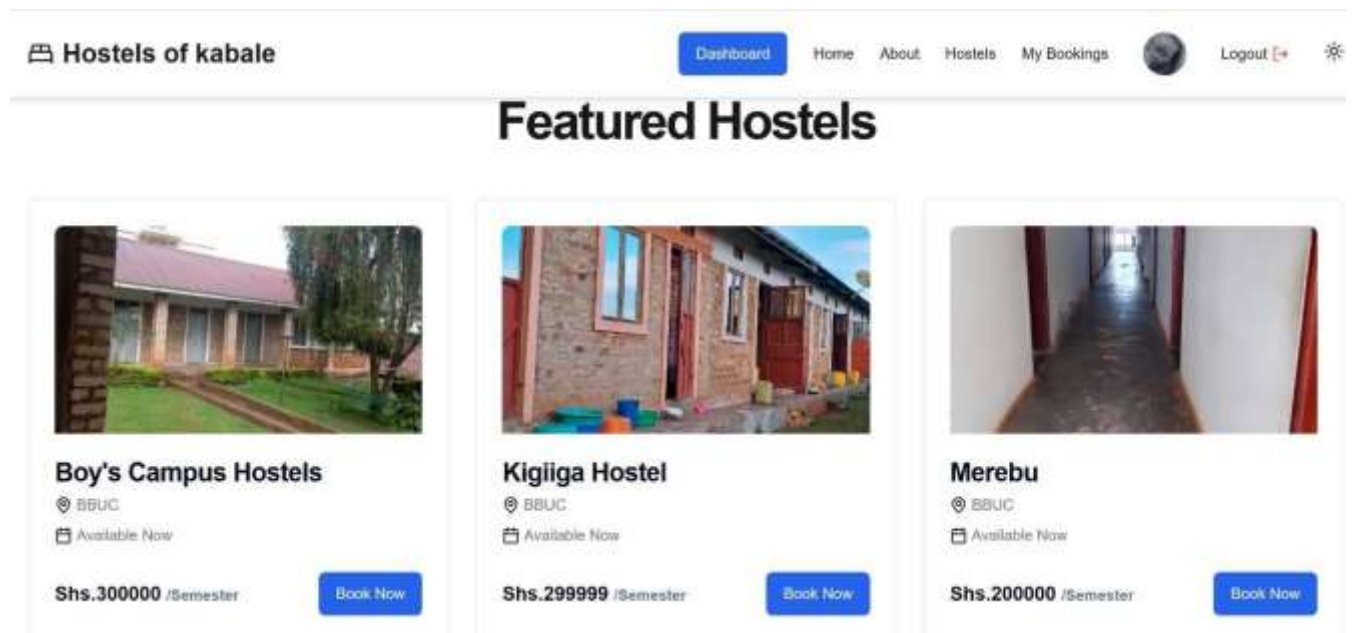 Hostels of kabale
Dashboard Home About Hostels My Bookings Logout
Featured Hostels
Boy's Campus Hostels
BBUC
Available Now
Shs.300000 /Semester Book Now
Kigiiga Hostel
BBUC
Available Now
Shs.299999 /Semester Book Now
Merebu
BBUC
Available Now
Shs.200000 /Semester Book Now